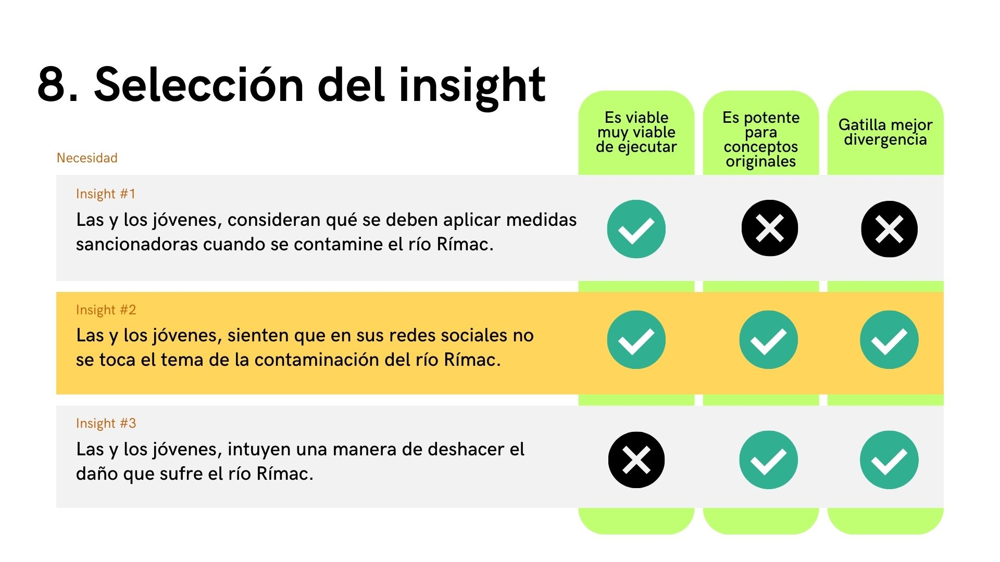 8. Selección del insight
Es viable
muy viable
de ejecutar
Es potente
para
conceptos
originales
Gatilla mejor
divergencia
Necesidad
Insight #1
Las y los jóvenes, consideran qué se deben aplicar medidas
sancionadoras cuando se contamine el río Rímac.
Insight #2
Las y los jóvenes, sienten que en sus redes sociales no
se toca el tema de la contaminación del río Rímac.
Insight #3
Las y los jóvenes, intuyen una manera de deshacer el
daño que sufre el río Rímac.